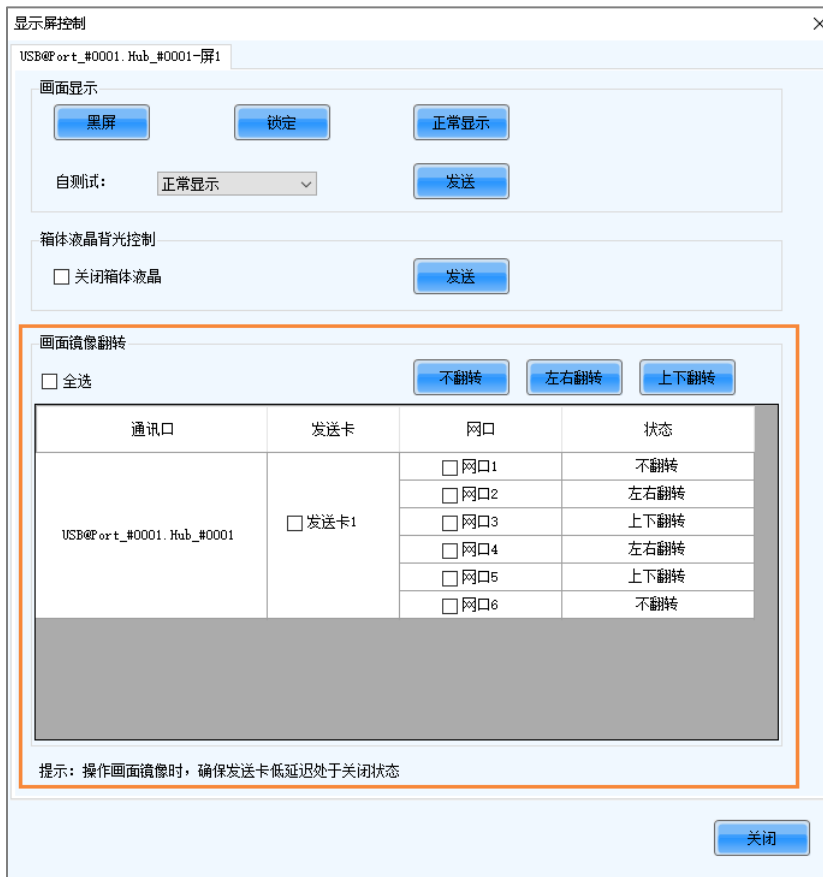 显示屏控制
USB@Port_#0001.Hub_#0001-屏1
画面显示
黑屏 锁定 正常显示
自测试: 正常显示 发送
箱体液晶背光控制
关闭箱体液晶 发送
画面镜像翻转
全选 不翻转 左右翻转 上下翻转
通讯口 发送卡 网口 状态
网口1 不翻转
网口2 左右翻转
USB@Port_#0001.Hub_#0001 发送卡1 网口3 上下翻转
网口4 左右翻转
网口5 上下翻转
网口6 不翻转
提示: 操作画面镜像时，确保发送卡低延迟处于关闭状态
关闭